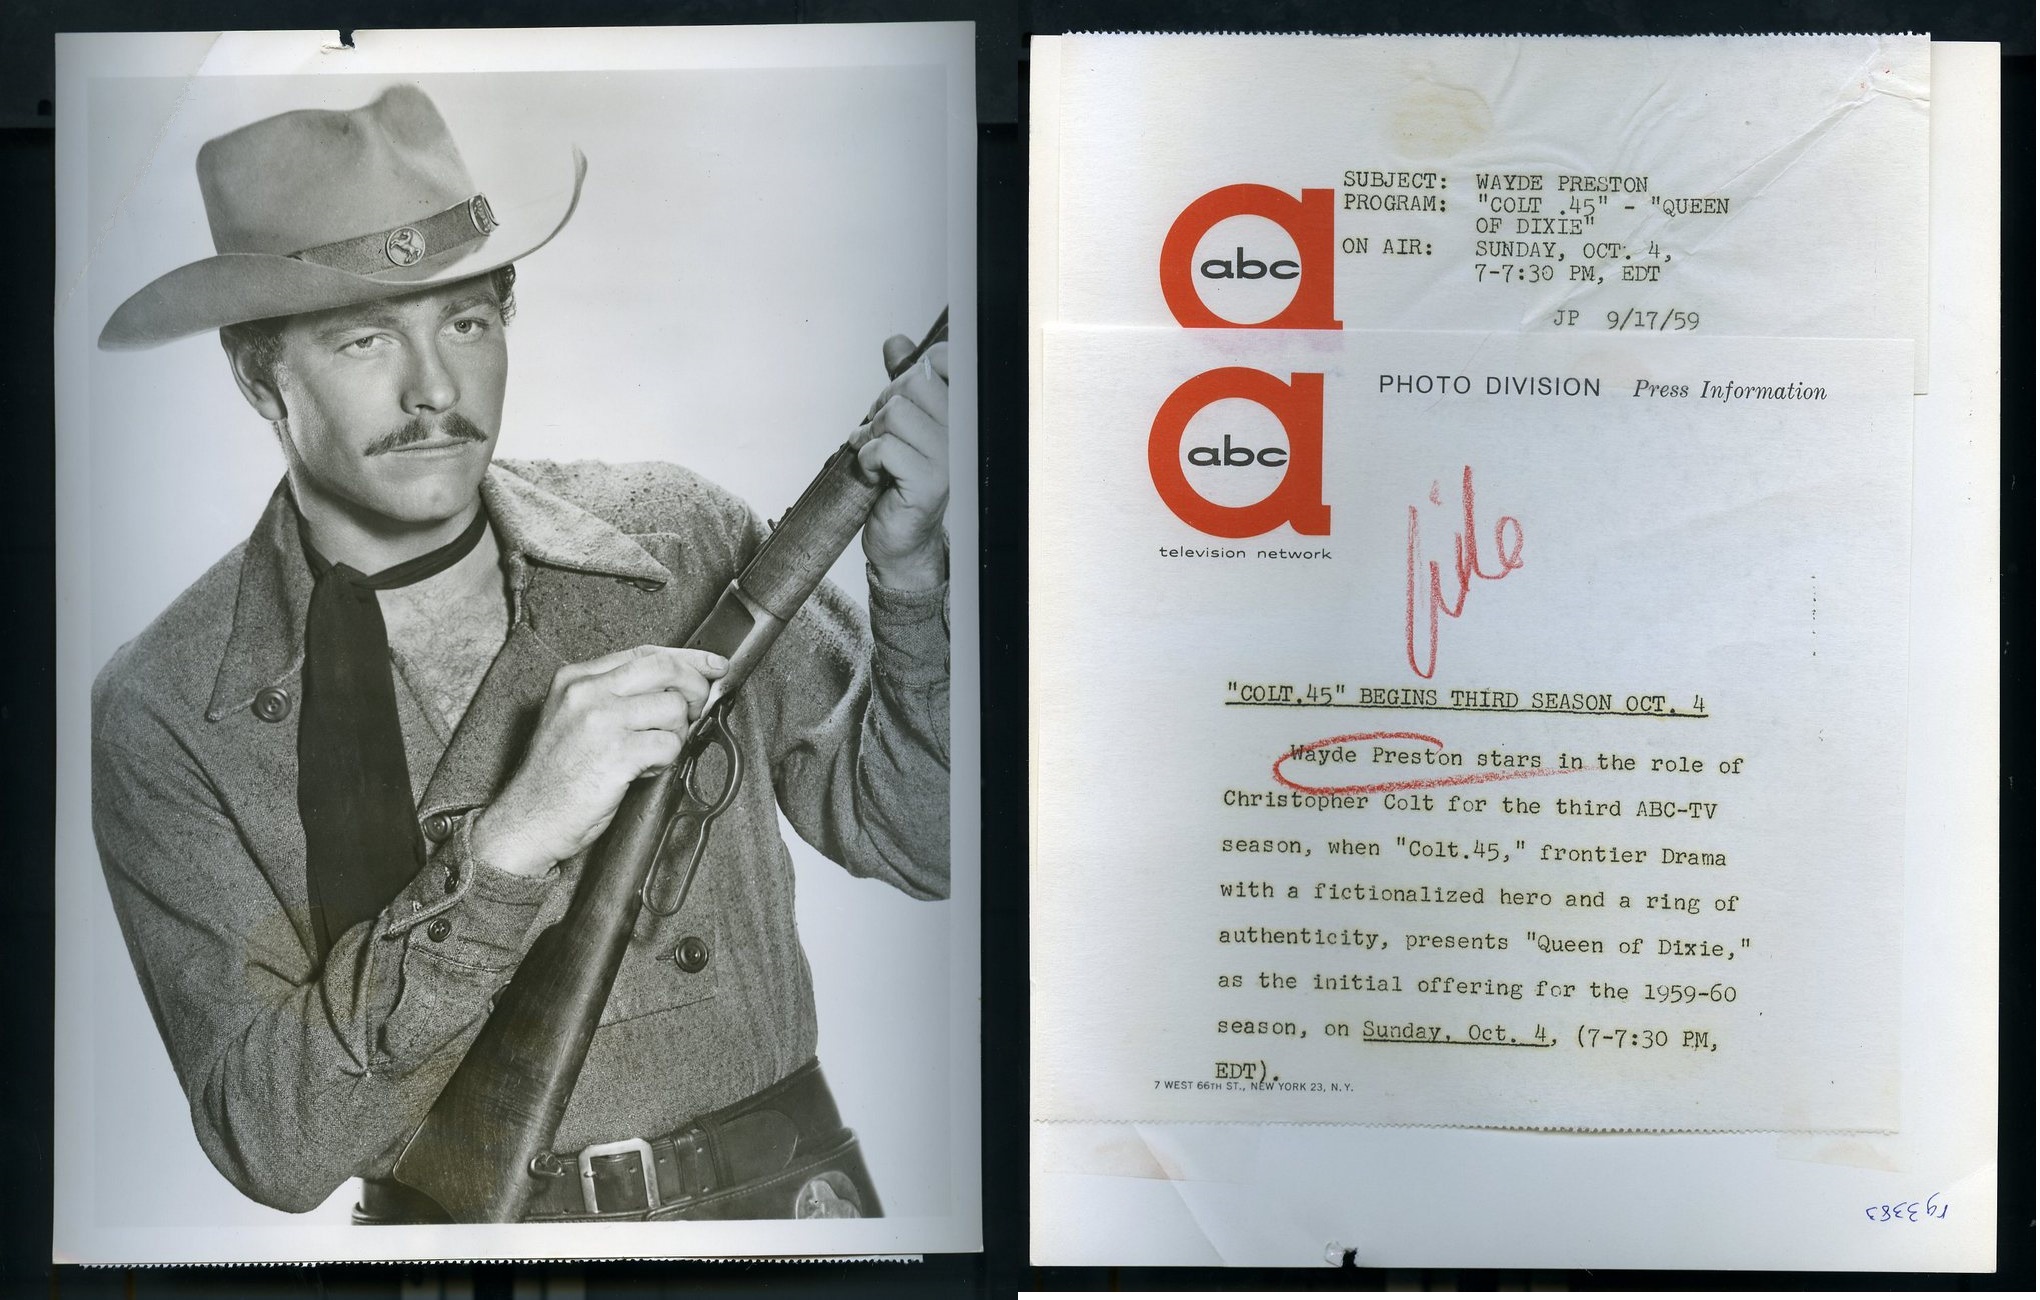 SUBJECT: WAYDE PRESTON
PROGRAM: "COLT .45" - "QUEEN
OF DIXIE"
ON AIR: SUNDAY, OCT. 4,
7-7:30 PM, EDT
JP 9/17/59
abc
PHOTO DIVISION Press Information
abc
television network
"COLT.45" BEGINS THIRD SEASON OCT. 4
Wayde Preston stars in the role of
Christopher Colt for the third ABC-TV
season, when "Colt.45," frontier Drama
with a fictionalized hero and a ring of
authenticity, presents "Queen of Dixie,"
as the initial offering for the 1959-60
season, on Sunday, Oct. 4, (7-7:30 PM,
EDT).
7 WEST 66TH ST., NEW YORK 23, N.Y.
rg3383